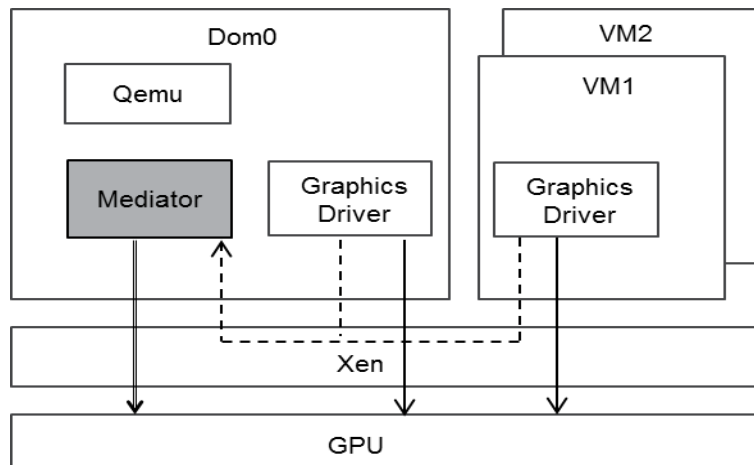 Dom0
VM2
VM1
Qemu
Mediator
Graphics
Driver
Graphics
Driver
Xen
GPU